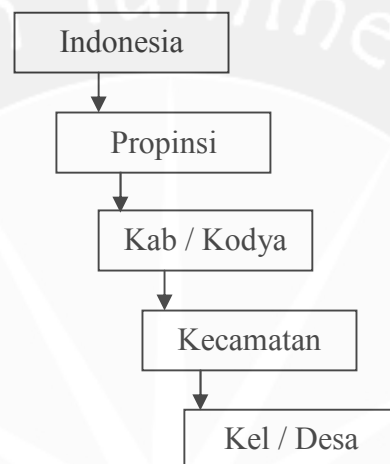 Indonesia
Propinsi
Kab / Kodya
Kecamatan
Kel / Desa